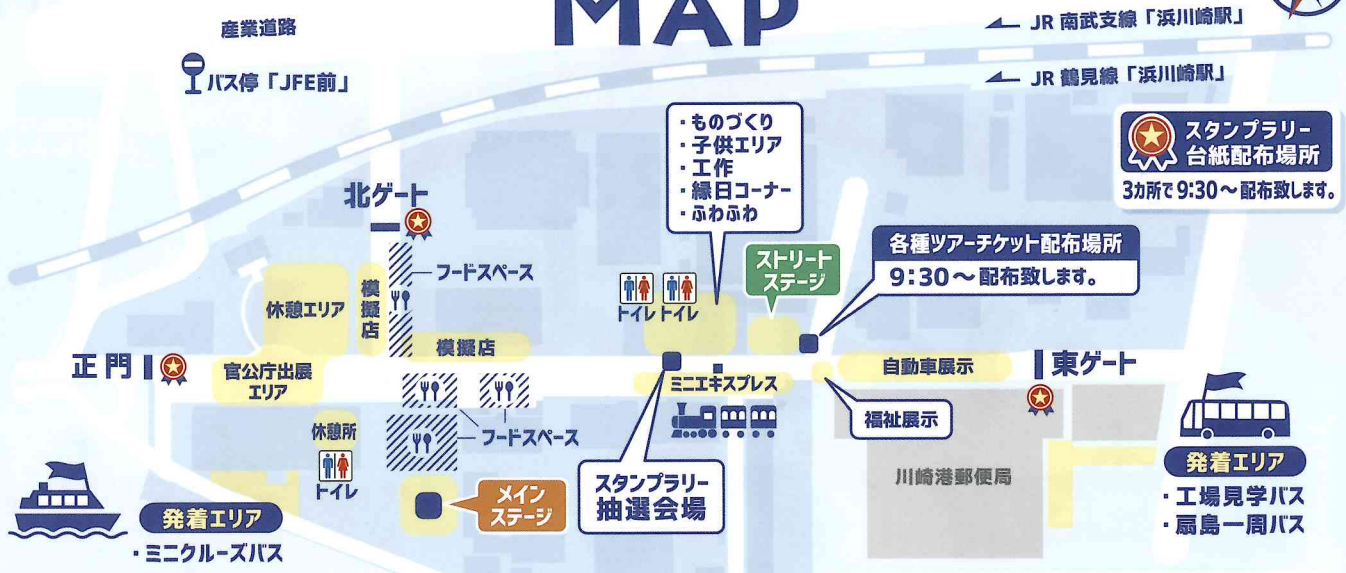 MAP
産業道路
バス停「JFE前」
JR 南武支線「浜川崎駅」
JR 鶴見線「浜川崎駅」
スタンプラリー
台紙配布場所
3カ所で9:30～配布致します。
・ものづくり
・子供エリア
・工作
・縁日コーナー
・ふわふわ
北ゲート
フードスペース
休憩エリア
模擬店
模擬店
トイレ
トイレ
ストリート
ステージ
各種ツアーチケット配布場所
9:30～配布致します。
正門
官公庁出展
エリア
ミニエキスプレス
自動車展示
東ゲート
福祉展示
休憩所
トイレ
フードスペース
メイン
ステージ
スタンプラリー
抽選会場
川崎港郵便局
発着エリア
・ミニクルーズバス
発着エリア
・工場見学バス
・扇島一周バス